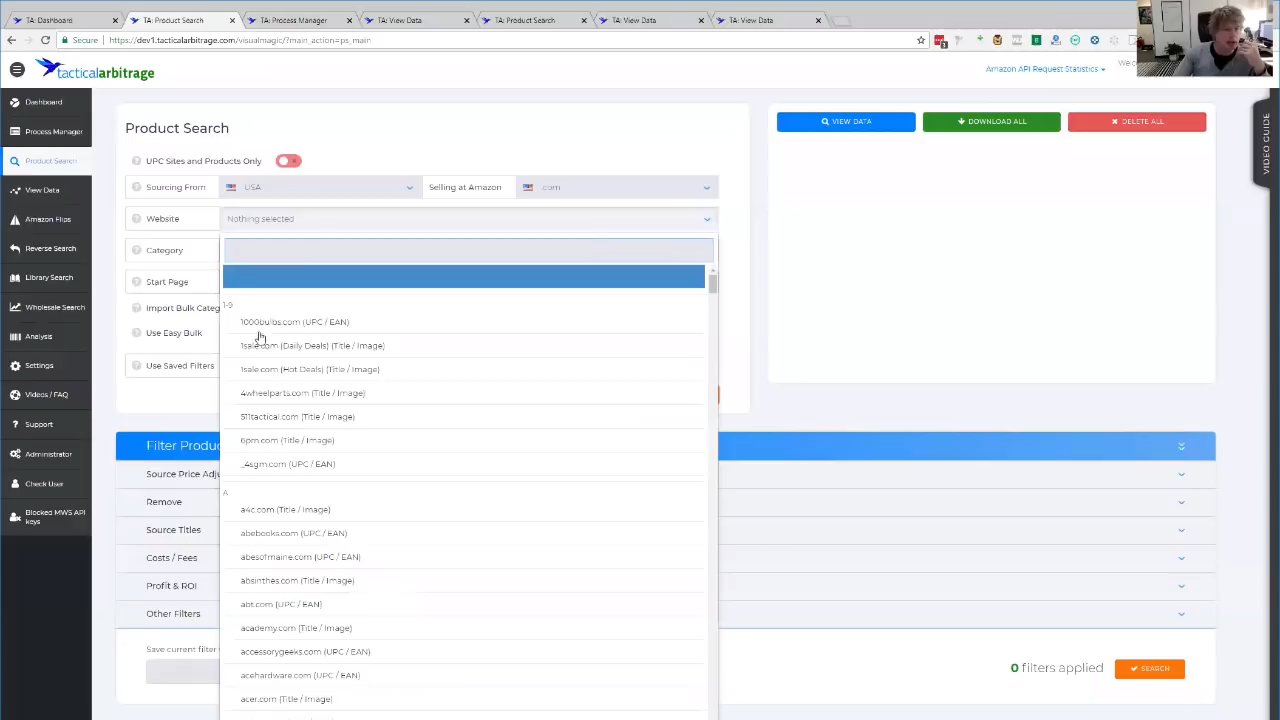 TA: Dashboard
TA: Product Search
TA: Process Manager
TA: View Data
TA: Product Search
TA: View Data
TA: View Data
Secure
https://dev1.tacticalarbitrage.com/visualmagic/?main_action=ps_main
tacticalarbitrage
Amazon API Request Statistics
Dashboard
Process Manager
Product Search
View Data
Amazon Flips
Reverse Search
Library Search
Wholesale Search
Analysis
Settings
Videos / FAQ
Support
Administrator
Check User
Blocked MWS API
keys
Product Search
UPC Sites and Products Only
Sourcing From
USA
Selling at Amazon
.com
Website
Nothing selected
Category
Start Page
Import Bulk Categ
Use Easy Bulk
Use Saved Filters
1-9
1000bulbs.com (UPC / EAN)
1sale.com (Daily Deals) (Title / Image)
1sale.com (Hot Deals) (Title / Image)
4wheelparts.com (Title / Image)
511tactical.com (Title / Image)
6pm.com (Title / Image)
_4sgm.com (UPC / EAN)
A
a4c.com (Title / Image)
abebooks.com (UPC / EAN)
abesofmaine.com (UPC / EAN)
absinthes.com (Title / Image)
abt.com (UPC / EAN)
academy.com (Title / Image)
accessorygeeks.com (UPC / EAN)
acehardware.com (UPC / EAN)
acer.com (Title / Image)
VIEW DATA
DOWNLOAD ALL
DELETE ALL
VIDEO GUIDE
Filter Produ
Source Price Adju
Remove
Source Titles
Costs / Fees
Profit & ROI
Other Filters
Save current filter
0 filters applied
SEARCH